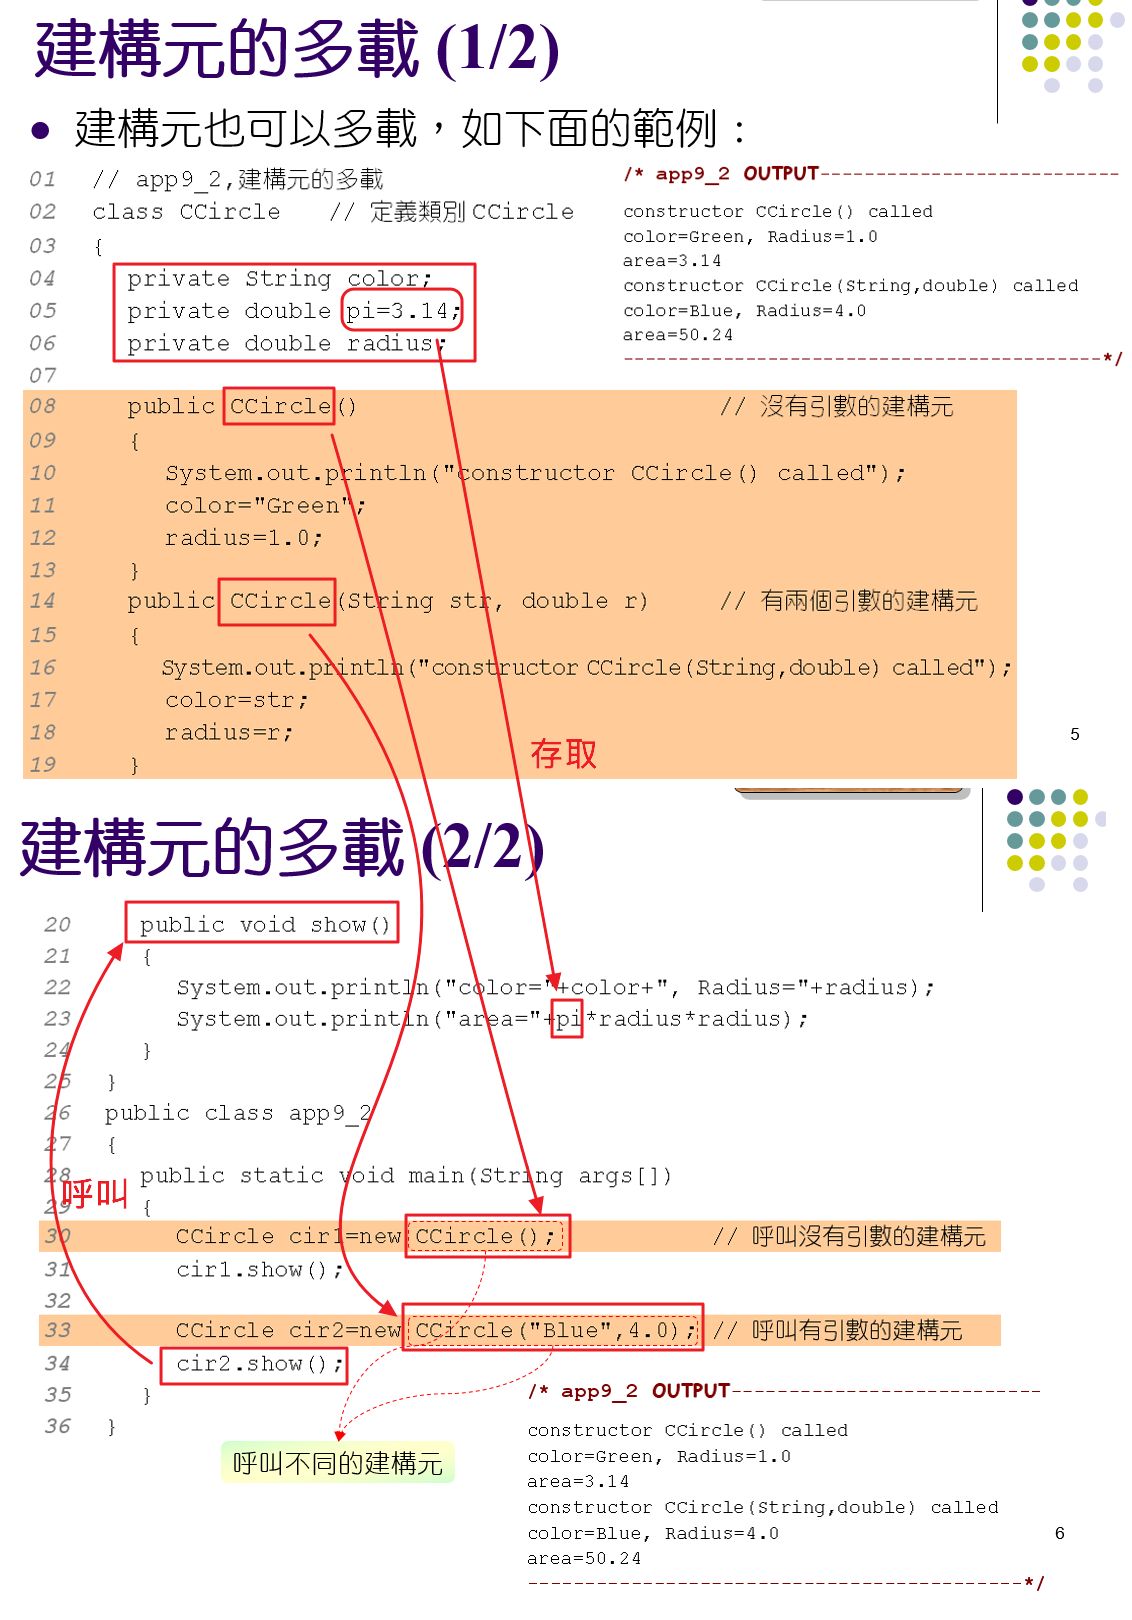 建構元的多載 (1/2)
● 建構元也可以多載，如下面的範例：
01 // app9_2,建構元的多載
02 class CCircle // 定義類別 CCircle
03 {
04 private String color;
05 private double pi=3.14;
06 private double radius;
07
08 public CCircle() // 沒有引數的建構元
09 {
10 System.out.println("constructor CCircle() called");
11 color="Green";
12 radius=1.0;
13 }
14 public CCircle(String str, double r) // 有兩個引數的建構元
15 {
16 System.out.println("constructor CCircle(String,double) called");
17 color=str;
18 radius=r;
19 }
/* app9_2 OUTPUT---------------------------
constructor CCircle() called
color=Green, Radius=1.0
area=3.14
constructor CCircle(String,double) called
color=Blue, Radius=4.0
area=50.24
-------------------------------------------*/
存取
5
建構元的多載 (2/2)
20 public void show()
21 {
22 System.out.println("color="+color+", Radius="+radius);
23 System.out.println("area="+pi*radius*radius);
24 }
25 }
26 public class app9_2
27 {
28 public static void main(String args[])
29 {
30 CCircle cir1=new CCircle(); // 呼叫沒有引數的建構元
31 cir1.show();
32
33 CCircle cir2=new CCircle("Blue",4.0); // 呼叫有引數的建構元
34 cir2.show();
35 }
36 }
呼叫
呼叫不同的建構元
/* app9_2 OUTPUT---------------------------
constructor CCircle() called
color=Green, Radius=1.0
area=3.14
constructor CCircle(String,double) called
color=Blue, Radius=4.0
area=50.24
-------------------------------------------*/
6